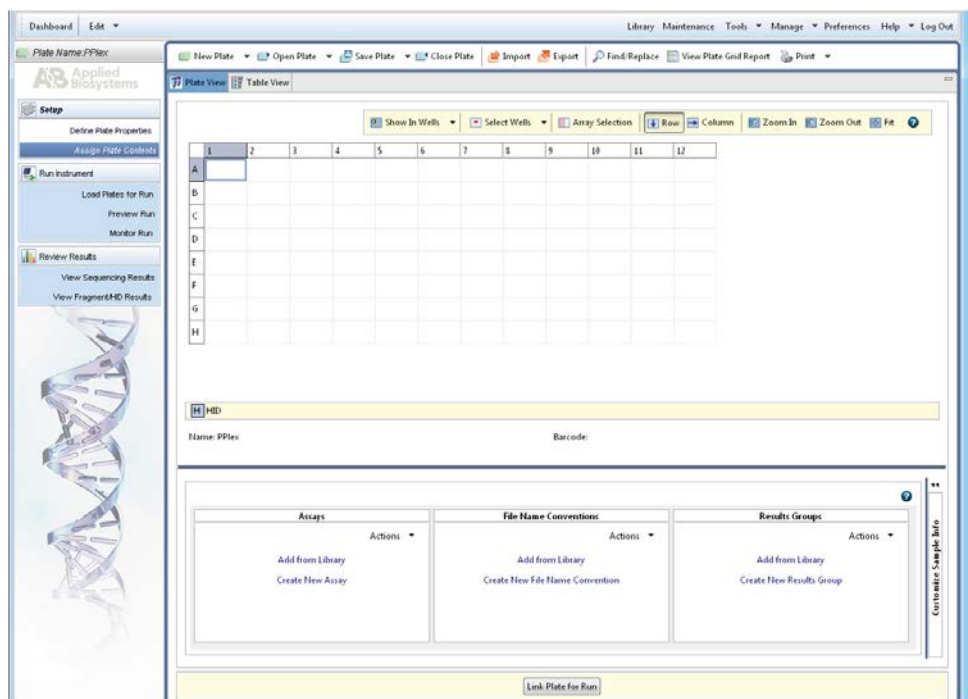 Dashboard Edit Library Maintenance Tools Manage Preferences Help Log Out
Plate Name:PPlex
New Plate Open Plate Save Plate Close Plate Import Export Find/Replace View Plate Grid Report Print
AB Applied Biosystems
Plate View Table View
Setup
Define Plate Properties
Assign Plate Contents
Run Instrument
Load Plates for Run
Preview Run
Monitor Run
Review Results
View Sequencing Results
View Fragment/HID Results
Show In Wells Select Wells Array Selection Row Column Zoom In Zoom Out Fit ?
1 2 3 4 5 6 7 8 9 10 11 12
A
B
C
D
E
F
G
H
H HID
Name: PPlex Barcode:
?
Assays File Name Conventions Results Groups
Actions Actions Actions
Add from Library Add from Library Add from Library
Create New Assay Create New File Name Convention Create New Results Group
Customize Sample Info
Link Plate for Run